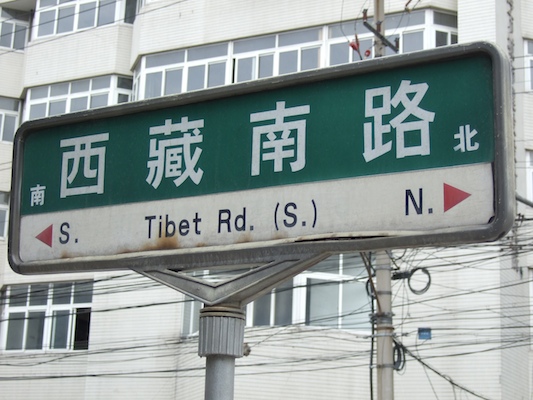 南 西藏南路 北
S. Tibet Rd. (S.) N.